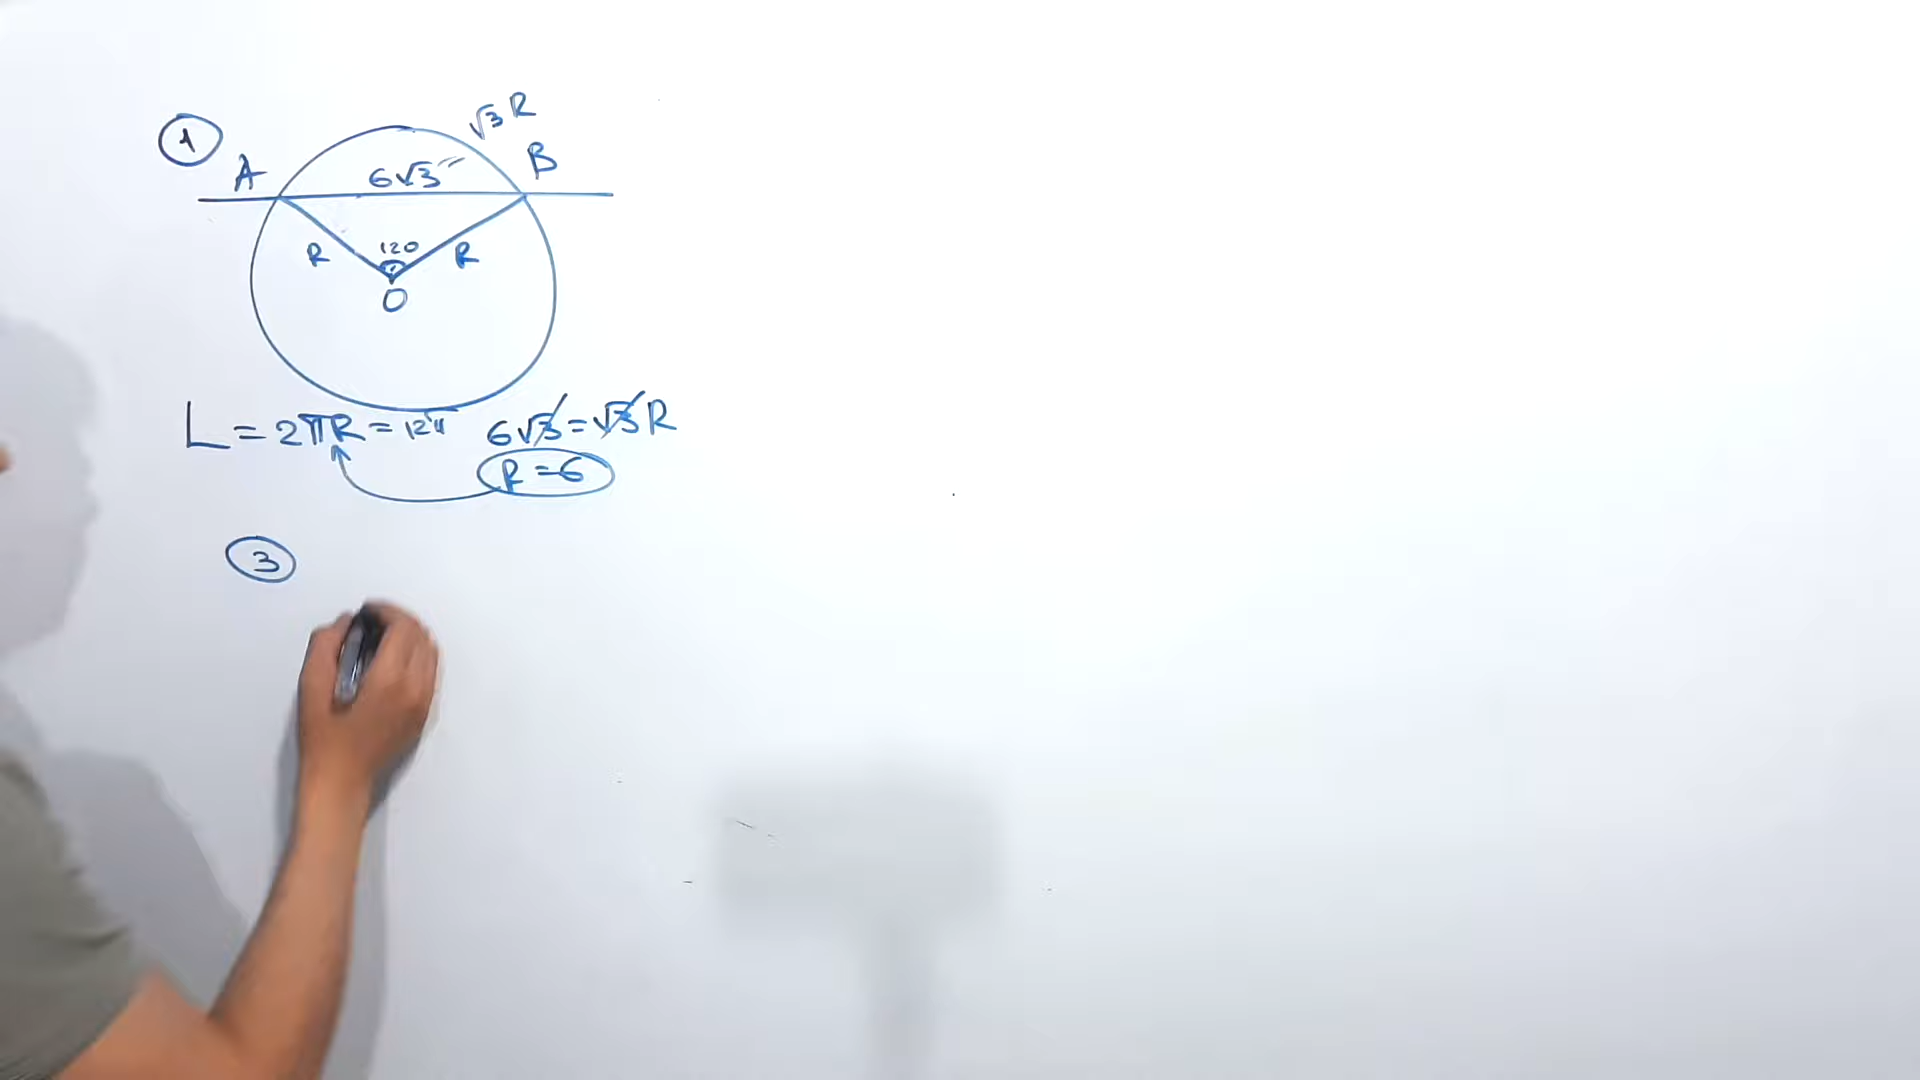 1
√3 R
A
6√3
B
R
120
R
O
L = 2πR = 12π
6√3 = √3 R
R = 6
3